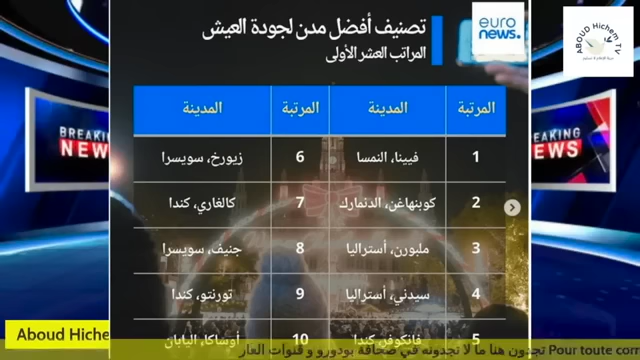 تصنيف أفضل مدن لجودة العيش
المراتب العشر الأولى
euro
news.
ABOUD Hichem TV
BREAKING
NEWS
BREAKING
NEWS
المرتبة المدينة المرتبة المدينة
1 فيينا، النمسا 6 زيورخ، سويسرا
2 كوبنهاغن، الدنمارك 7 كالغاري، كندا
3 ملبورن، أستراليا 8 جنيف، سويسرا
4 سيدني، أستراليا 9 تورنتو، كندا
5 فانكوفر، كندا 10 أوساكا، اليابان
Aboud Hiche
تجدون هنا ما لا تجدونه في صحافة بودورو و قنوات العار Pour toute corr